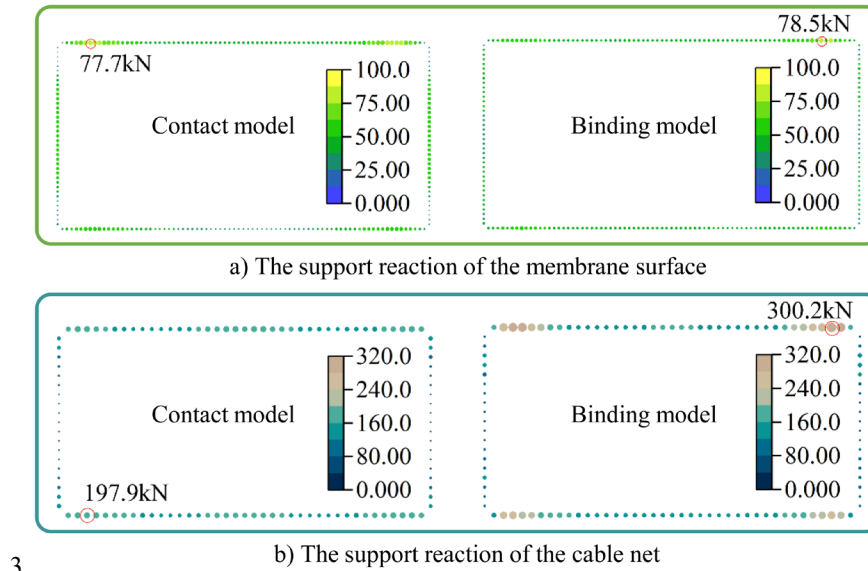 77.7kN
Contact model
100.0
75.00
50.00
25.00
0.000
78.5kN
Binding model
100.0
75.00
50.00
25.00
0.000
a) The support reaction of the membrane surface
197.9kN
Contact model
320.0
240.0
160.0
80.00
0.000
300.2kN
Binding model
320.0
240.0
160.0
80.00
0.000
b) The support reaction of the cable net
3